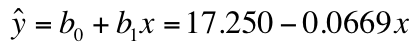 ŷ = b₀ + b₁x = 17.250 − 0.0669x